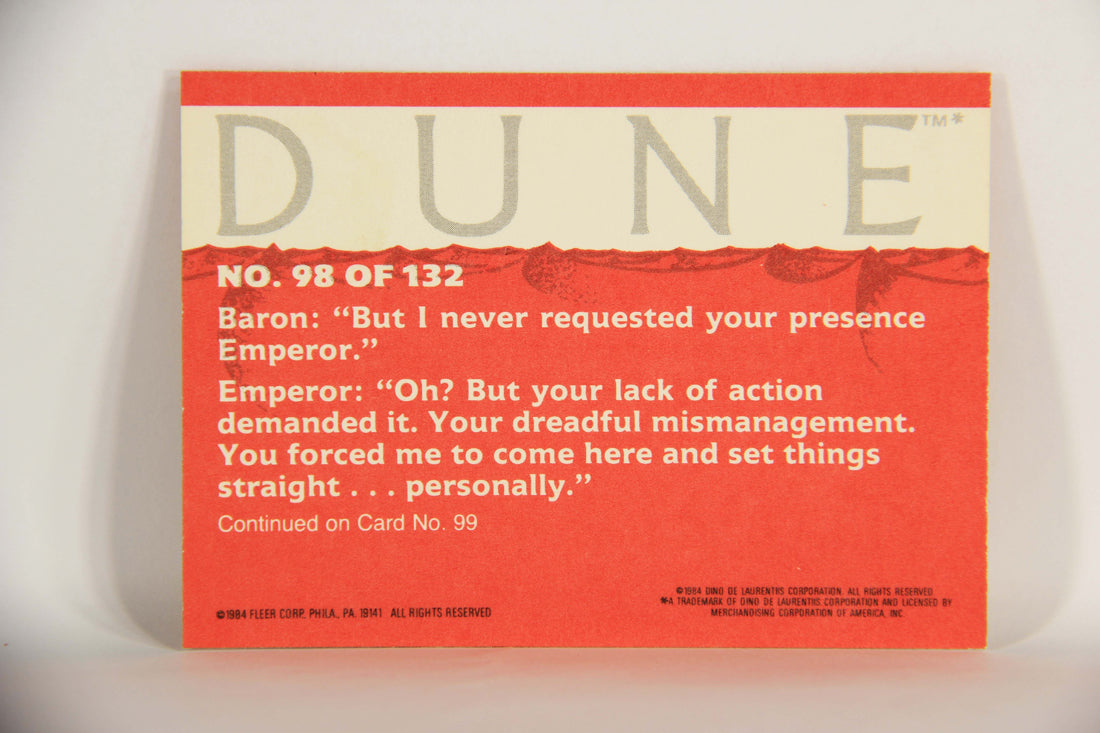 DUNE™*
NO. 98 OF 132
Baron: “But I never requested your presence
Emperor.”
Emperor: “Oh? But your lack of action
demanded it. Your dreadful mismanagement.
You forced me to come here and set things
straight . . . personally.”
Continued on Card No. 99
©1984 FLEER CORP. PHILA., PA. 19141 ALL RIGHTS RESERVED
©1984 DINO DE LAURENTIIS CORPORATION. ALL RIGHTS RESERVED
*A TRADEMARK OF DINO DE LAURENTIIS CORPORATION AND LICENSED BY
MERCHANDISING CORPORATION OF AMERICA, INC.